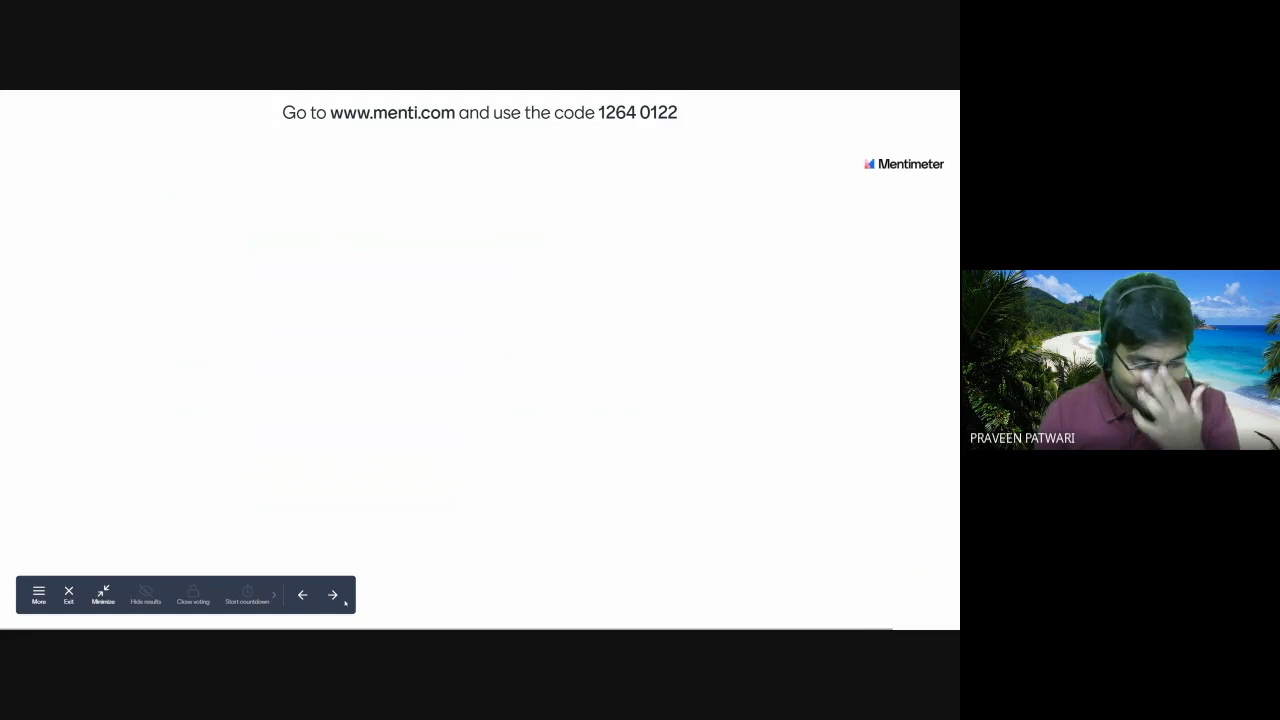 Go to www.menti.com and use the code 1264 0122
Mentimeter
PRAVEEN PATWARI
More
Exit
Minimize
Hide results
Close voting
Start countdown